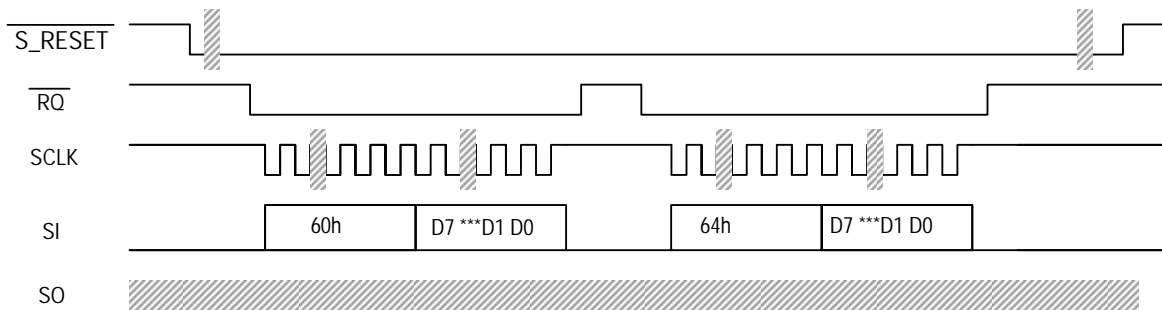 S_RESET
RQ
SCLK
SI 60h D7 ***D1 D0 64h D7 ***D1 D0
SO